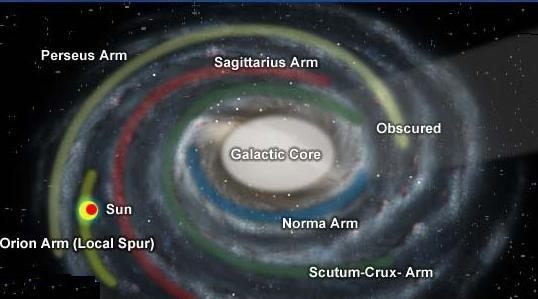 Perseus Arm
Sagittarius Arm
Obscured
Galactic Core
Sun
Norma Arm
Orion Arm (Local Spur)
Scutum-Crux- Arm